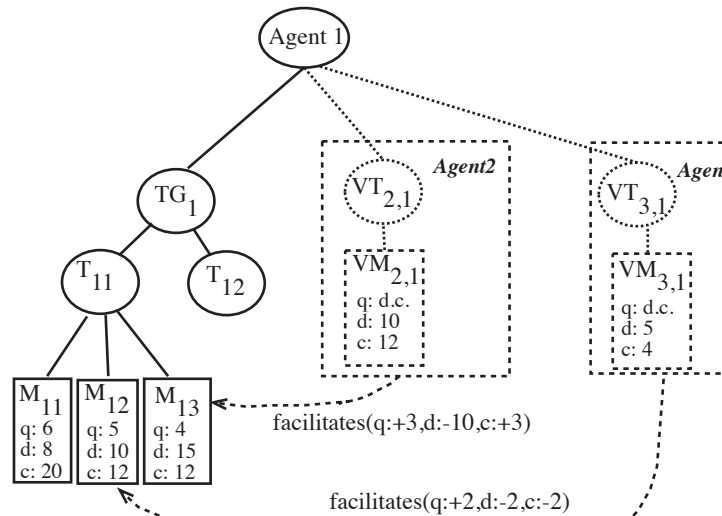 Agent 1
Agent2
Agen
TG1
VT2,1
VT3,1
T11
T12
VM2,1
q: d.c.
d: 10
c: 12
VM3,1
q: d.c.
d: 5
c: 4
M11
q: 6
d: 8
c: 20
M12
q: 5
d: 10
c: 12
M13
q: 4
d: 15
c: 12
facilitates(q:+3,d:-10,c:+3)
facilitates(q:+2,d:-2,c:-2)